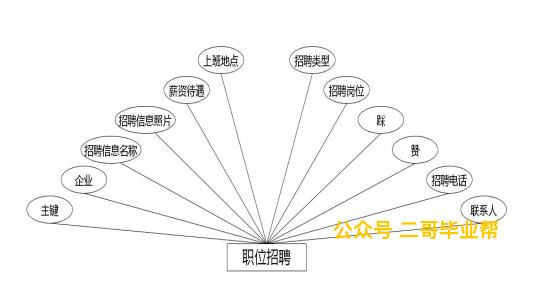 上班地点
招聘类型
薪资待遇
招聘岗位
招聘信息照片
踩
招聘信息名称
赞
企业
招聘电话
主键
联系人
公众号 二哥毕业帮
职位招聘